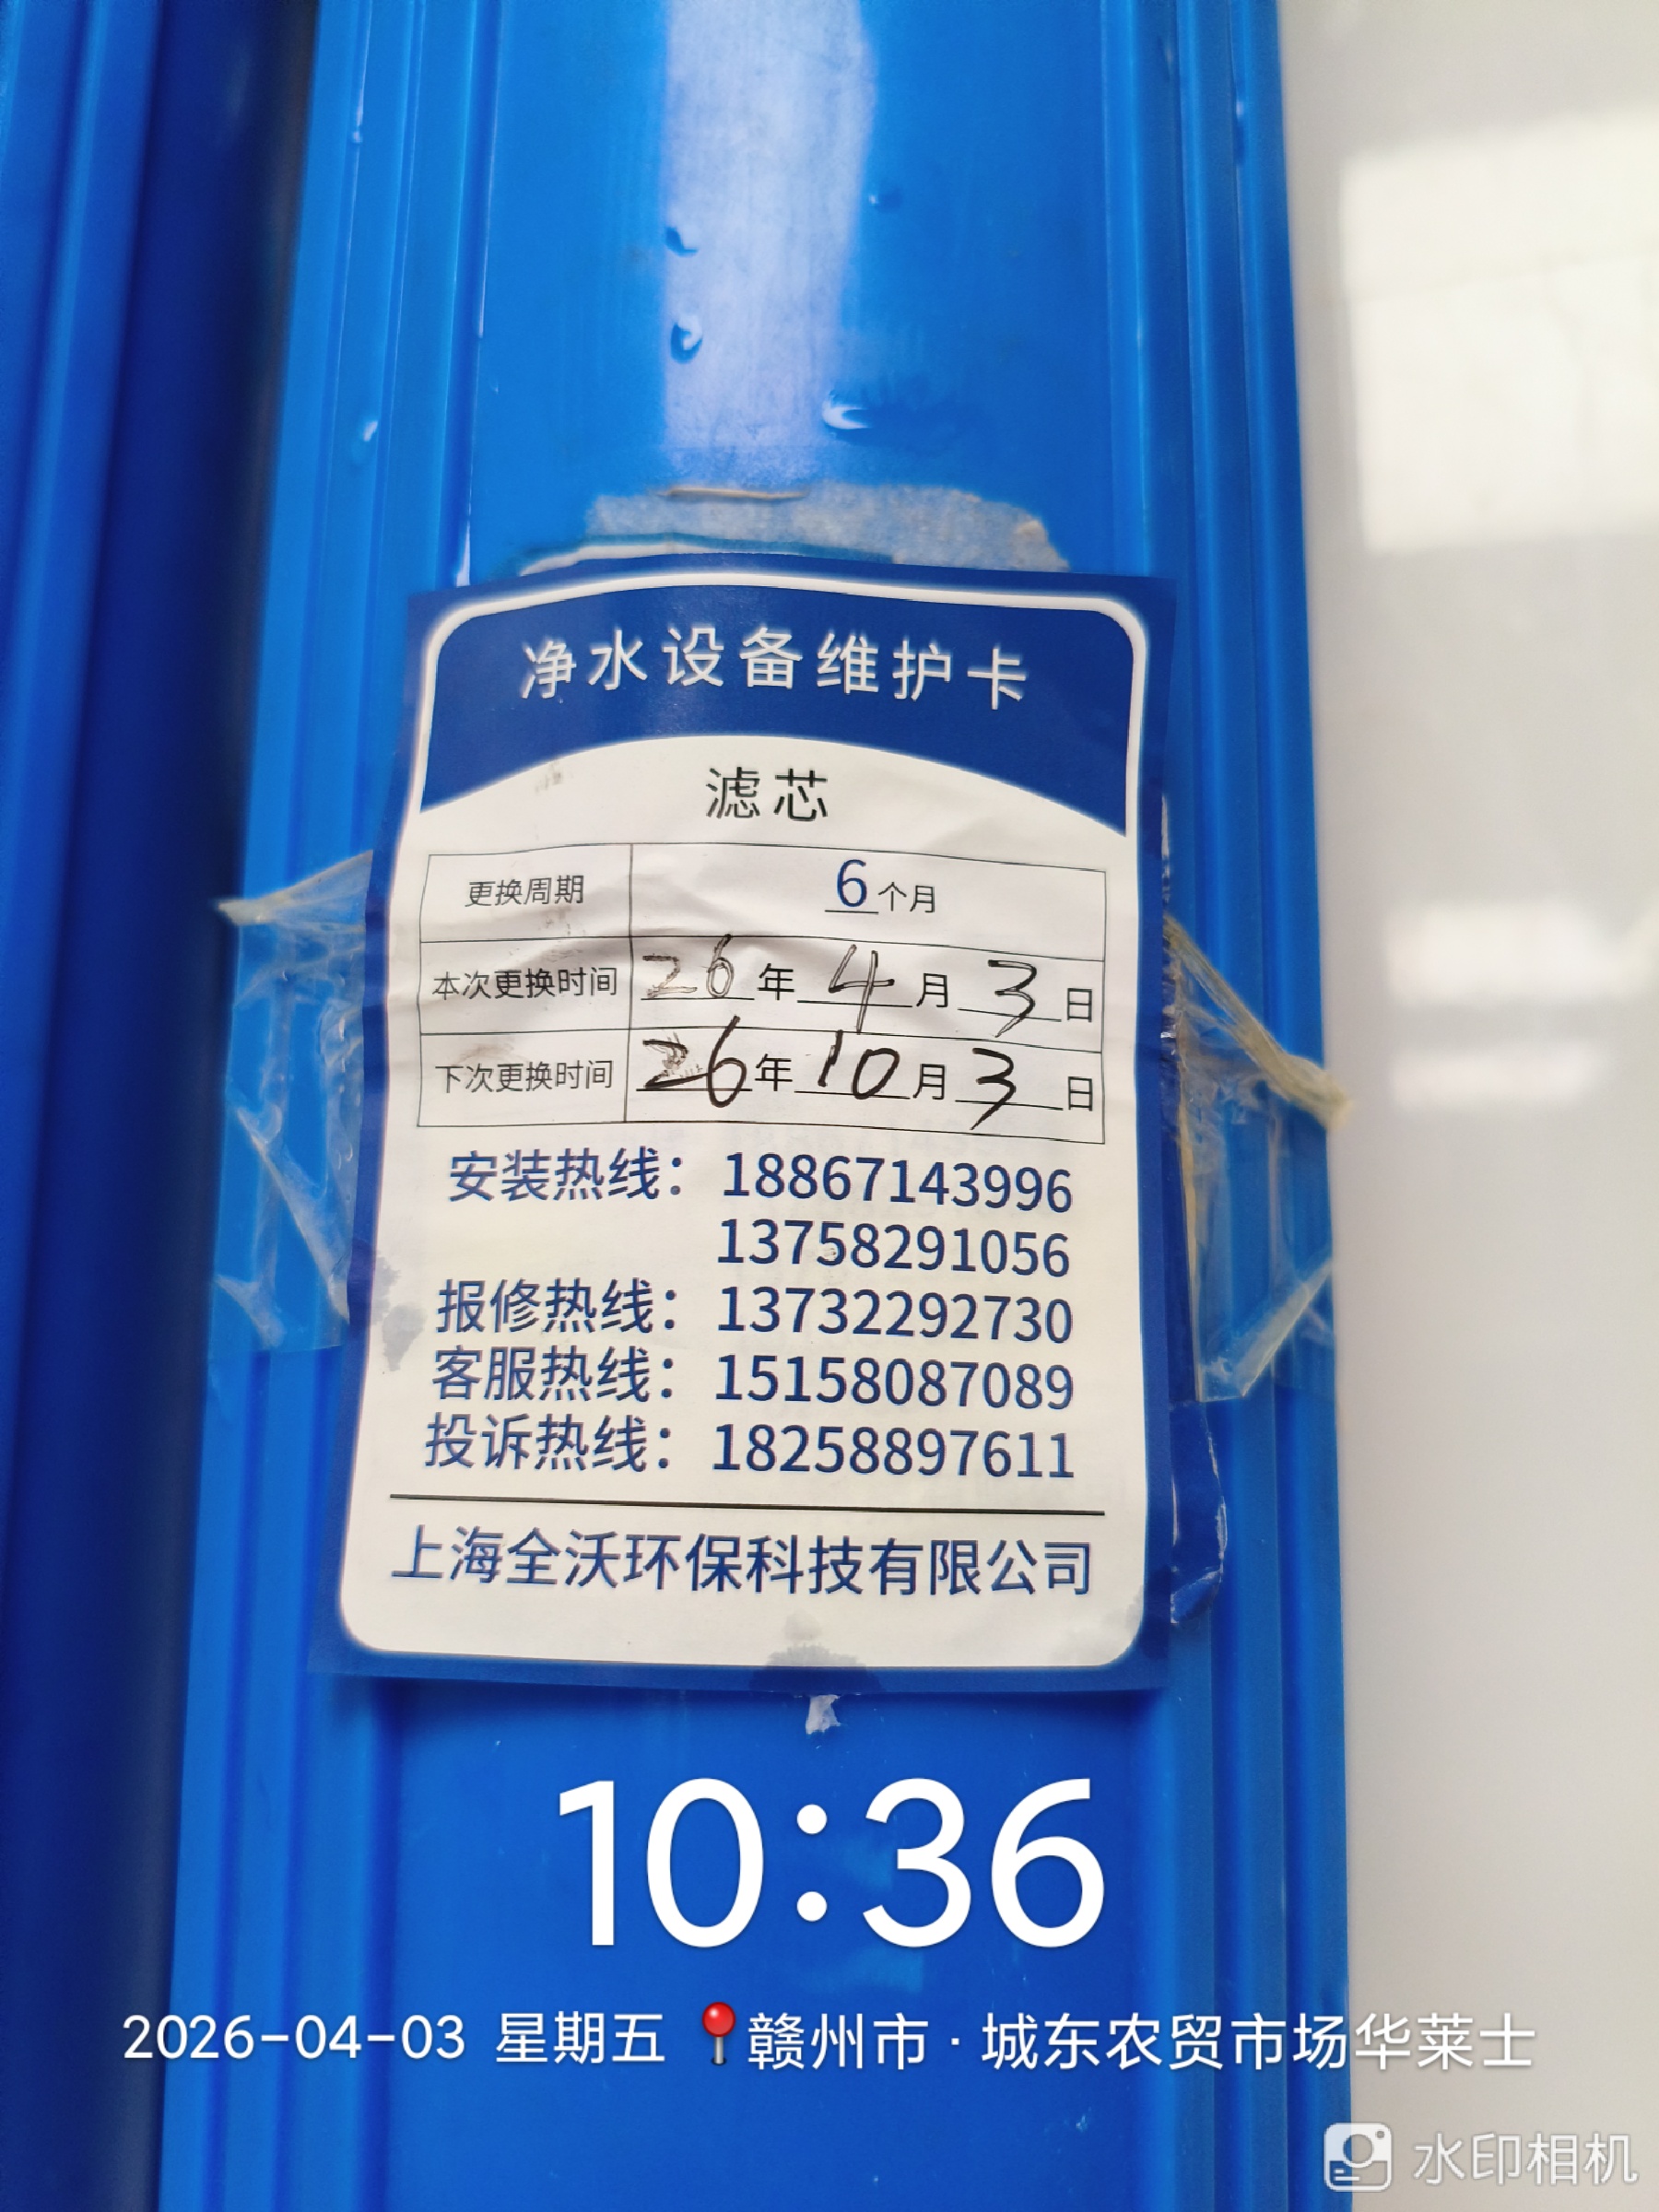 净水设备维护卡
滤芯
更换周期 6个月
本次更换时间 26年4月3日
下次更换时间 26年10月3日
安装热线：18867143996
13758291056
报修热线：13732292730
客服热线：15158087089
投诉热线：18258897611
上海全沃环保科技有限公司
10:36
2026-04-03 星期五 📍赣州市·城东农贸市场华莱士
水印相机